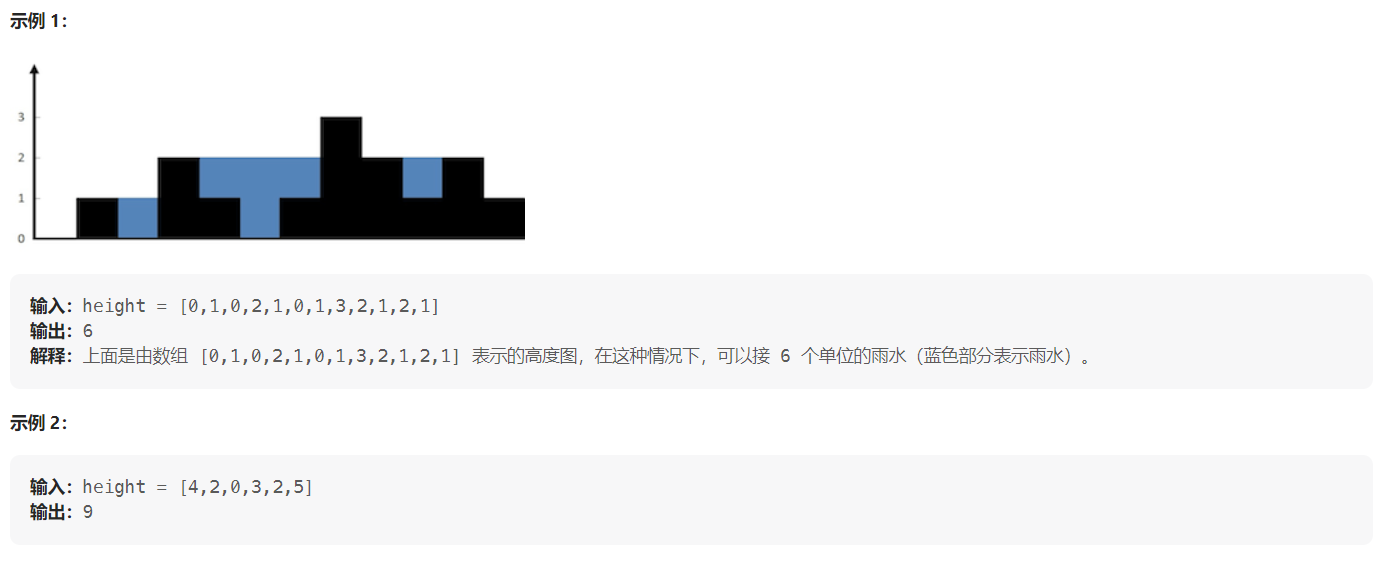 示例 1：
3
2
1
0
输入：height = [0,1,0,2,1,0,1,3,2,1,2,1]
输出：6
解释：上面是由数组 [0,1,0,2,1,0,1,3,2,1,2,1] 表示的高度图，在这种情况下，可以接 6 个单位的雨水（蓝色部分表示雨水）。
示例 2：
输入：height = [4,2,0,3,2,5]
输出：9